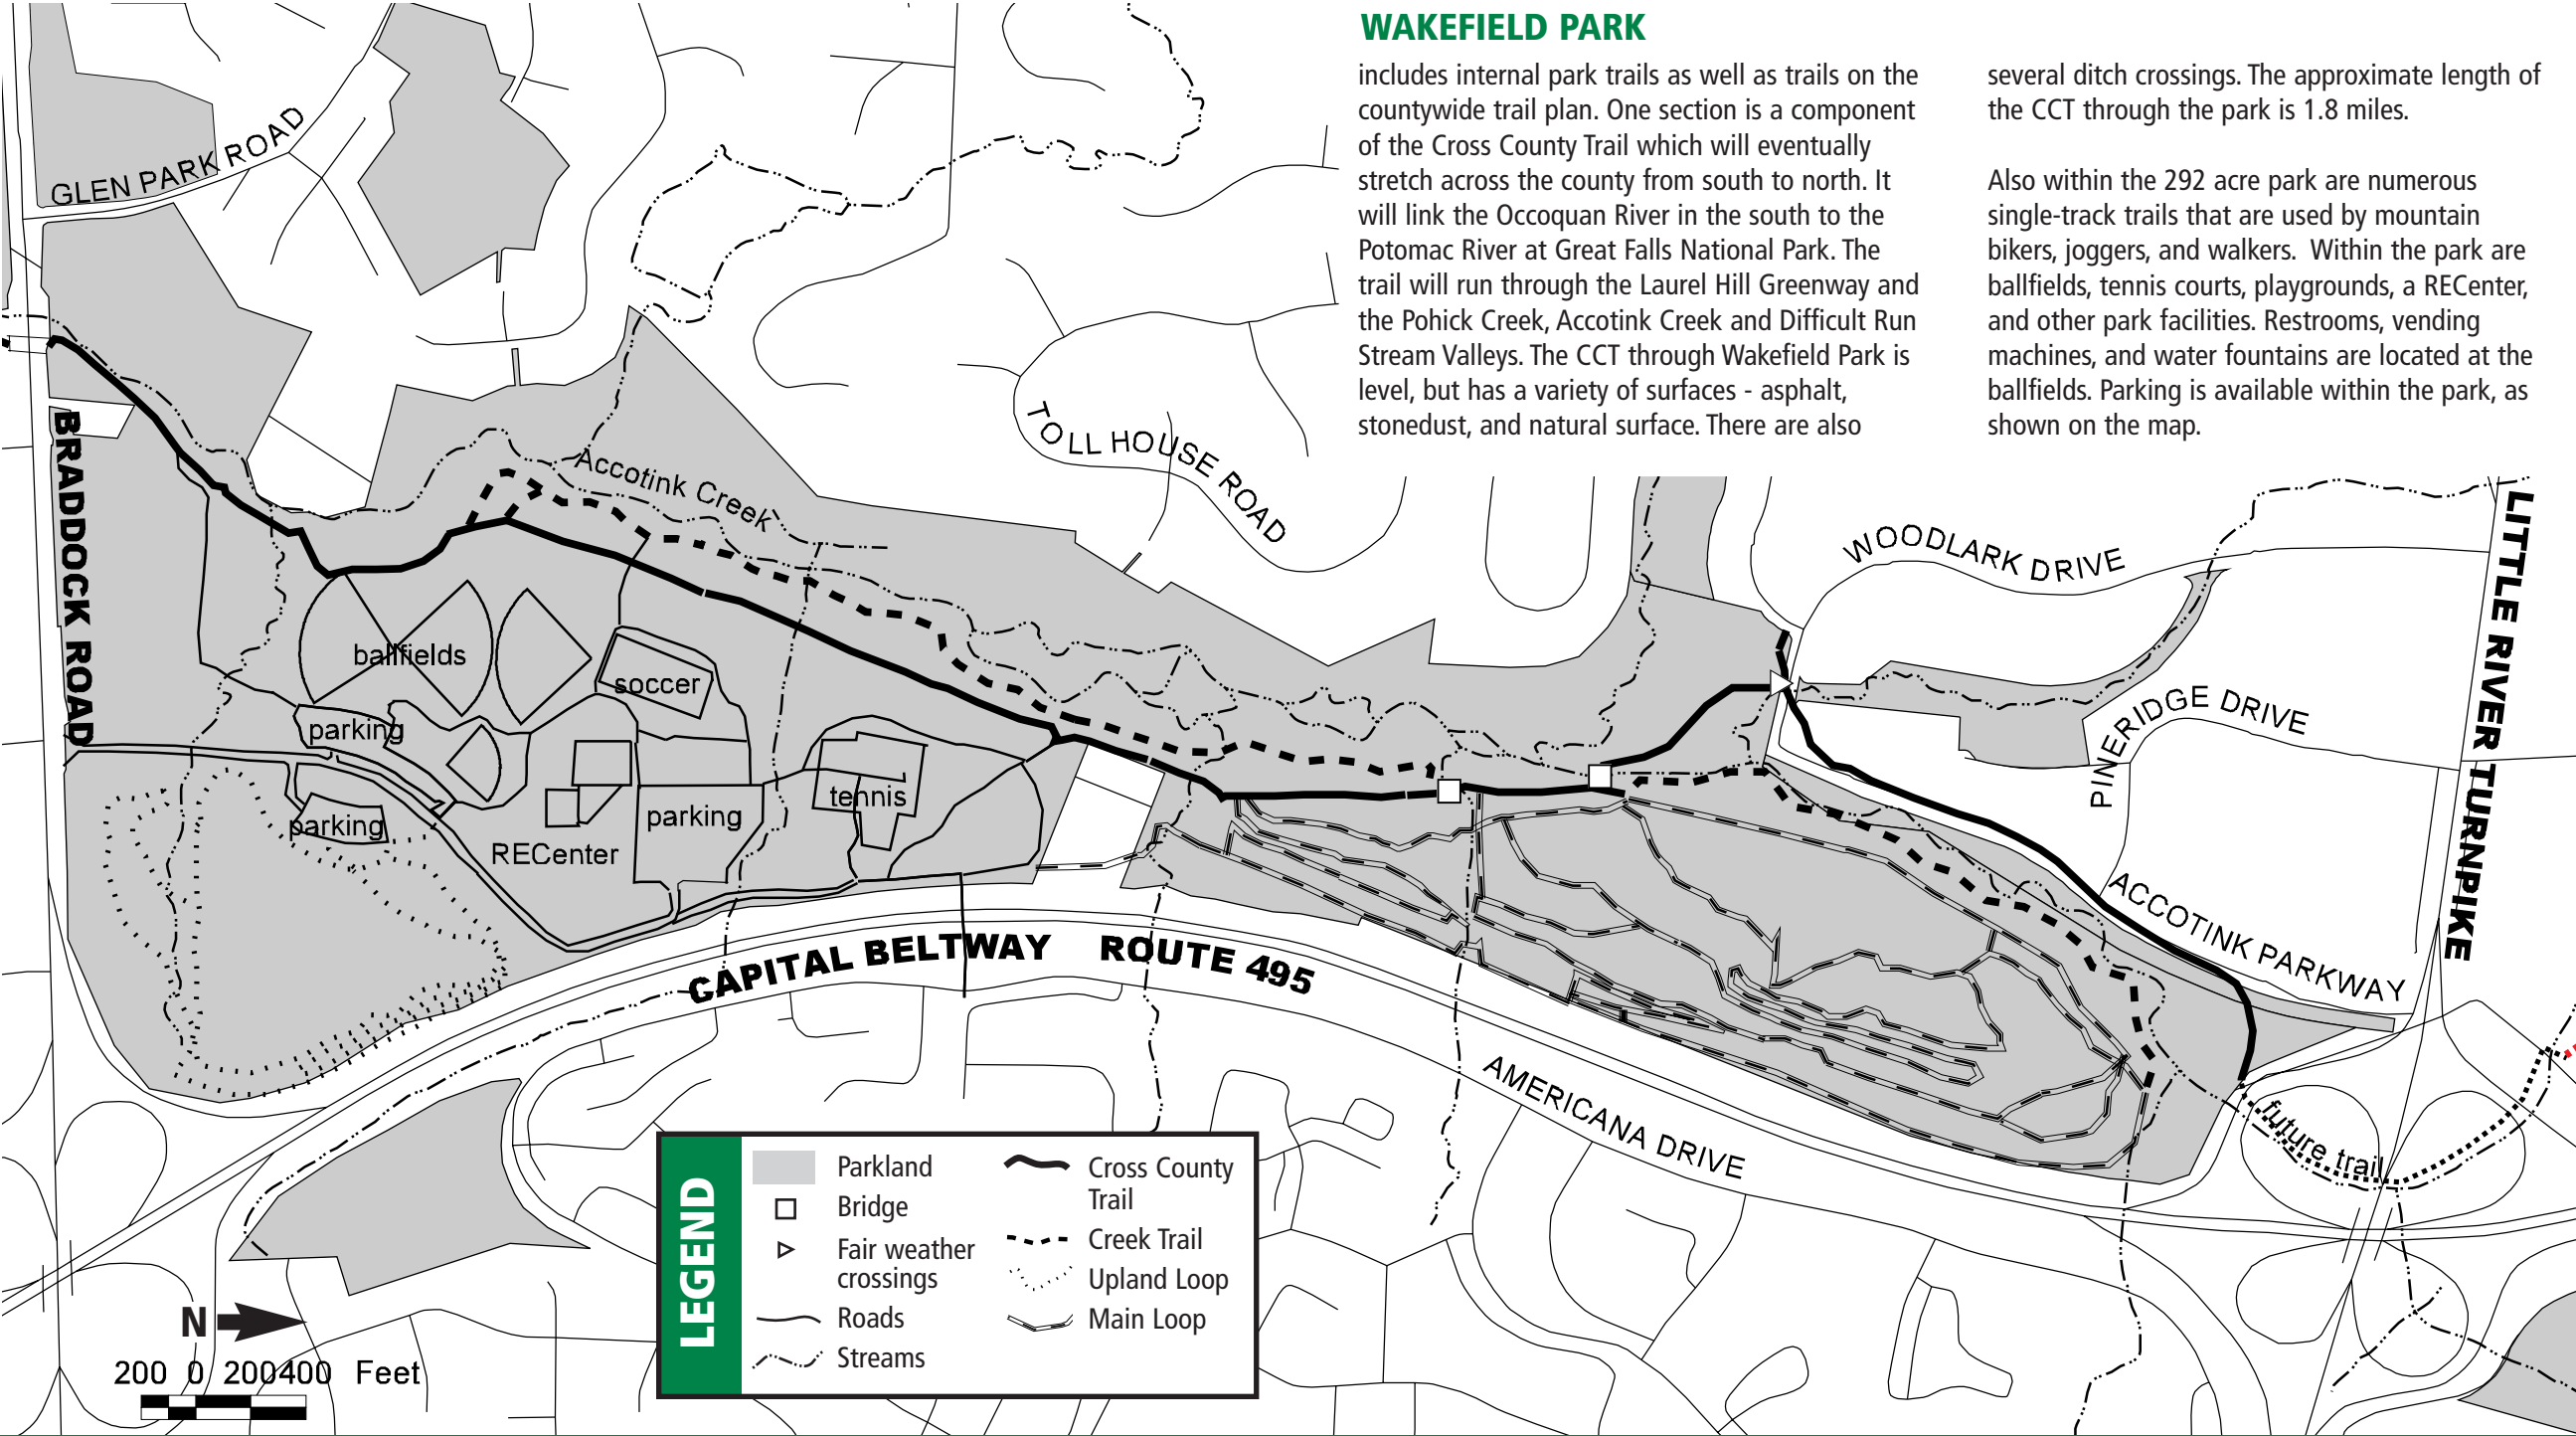 WAKEFIELD PARK
includes internal park trails as well as trails on the
countywide trail plan. One section is a component
of the Cross County Trail which will eventually
stretch across the county from south to north. It
will link the Occoquan River in the south to the
Potomac River at Great Falls National Park. The
trail will run through the Laurel Hill Greenway and
the Pohick Creek, Accotink Creek and Difficult Run
Stream Valleys. The CCT through Wakefield Park is
level, but has a variety of surfaces - asphalt,
stonedust, and natural surface. There are also
several ditch crossings. The approximate length of
the CCT through the park is 1.8 miles.
Also within the 292 acre park are numerous
single-track trails that are used by mountain
bikers, joggers, and walkers. Within the park are
ballfields, tennis courts, playgrounds, a RECenter,
and other park facilities. Restrooms, vending
machines, and water fountains are located at the
ballfields. Parking is available within the park, as
shown on the map.
GLEN PARK ROAD
BRADDOCK ROAD
Accotink Creek
TOLL HOUSE ROAD
WOODLARK DRIVE
LITTLE RIVER TURNPIKE
PINERIDGE DRIVE
ballfields
soccer
parking
parking
parking
tennis
RECenter
ACCOTINK PARKWAY
CAPITAL BELTWAY ROUTE 495
AMERICANA DRIVE
future trail
LEGEND
Parkland
Bridge
Fair weather
crossings
Roads
Streams
Cross County
Trail
Creek Trail
Upland Loop
Main Loop
N
200 0 200400 Feet